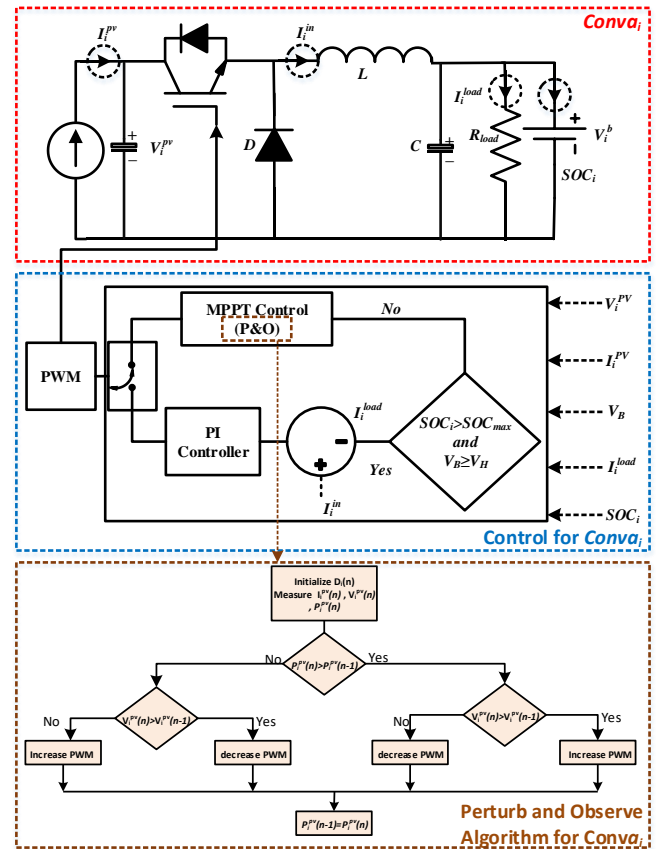 Conva_i
I_i^pv
I_i^in
L
I_i^load
+
V_i^pv
−
D
C
+
−
R_load
+
V_i^b
−
SOC_i
MPPT Control
(P&O)
No
V_i^PV
PWM
I_i^PV
PI
Controller
I_i^load
−
+
I_i^in
SOC_i>SOC_max
and
V_B≥V_H
Yes
V_B
I_i^load
SOC_i
Control for Conva_i
Initialize D_i(n)
Measure I_i^pv(n) , V_i^pv(n)
, P_i^pv(n)
No
P_i^pv(n)>P_i^pv(n-1)
Yes
No
V_i^pv(n)>V_i^pv(n-1)
Yes
No
V_i^pv(n)>V_i^pv(n-1)
Yes
Increase PWM
decrease PWM
decrease PWM
Increase PWM
P_i^pv(n-1)=P_i^pv(n)
Perturb and Observe
Algorithm for Conva_i